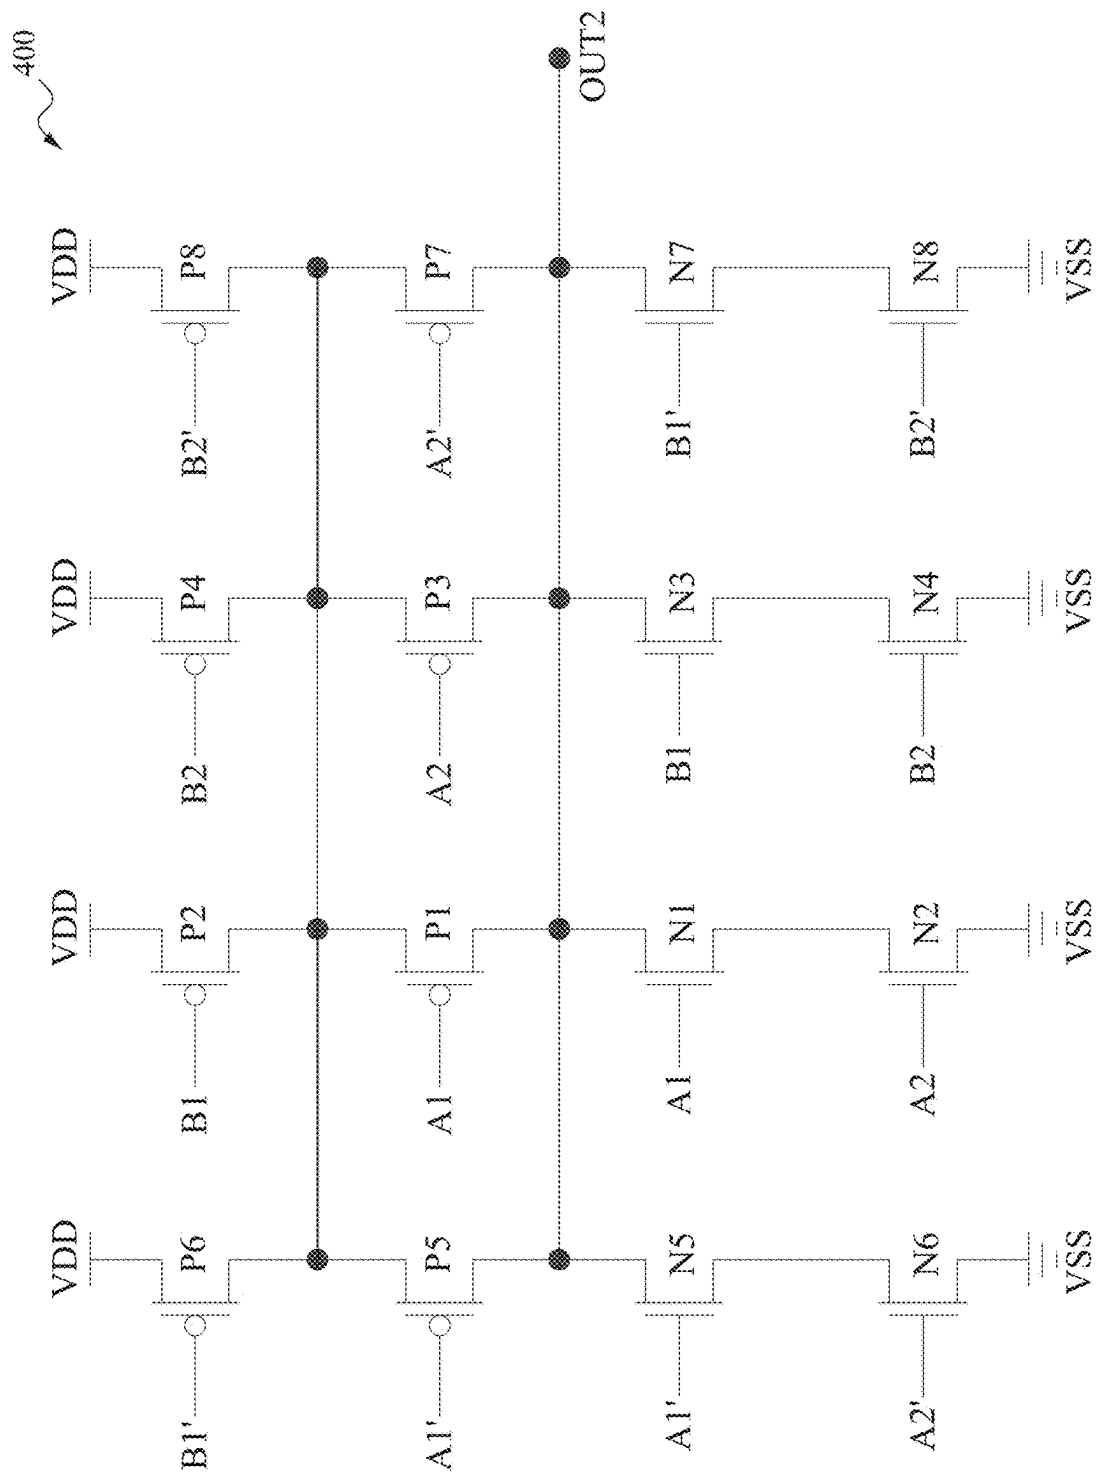 400
VDD VDD VDD VDD
B1' P6 B1 P2 B2 P4 B2' P8
A1' P5 A1 P1 A2 P3 A2' P7
OUT2
A1' N5 A1 N1 B1 N3 B1' N7
A2' N6 A2 N2 B2 N4 B2' N8
VSS VSS VSS VSS